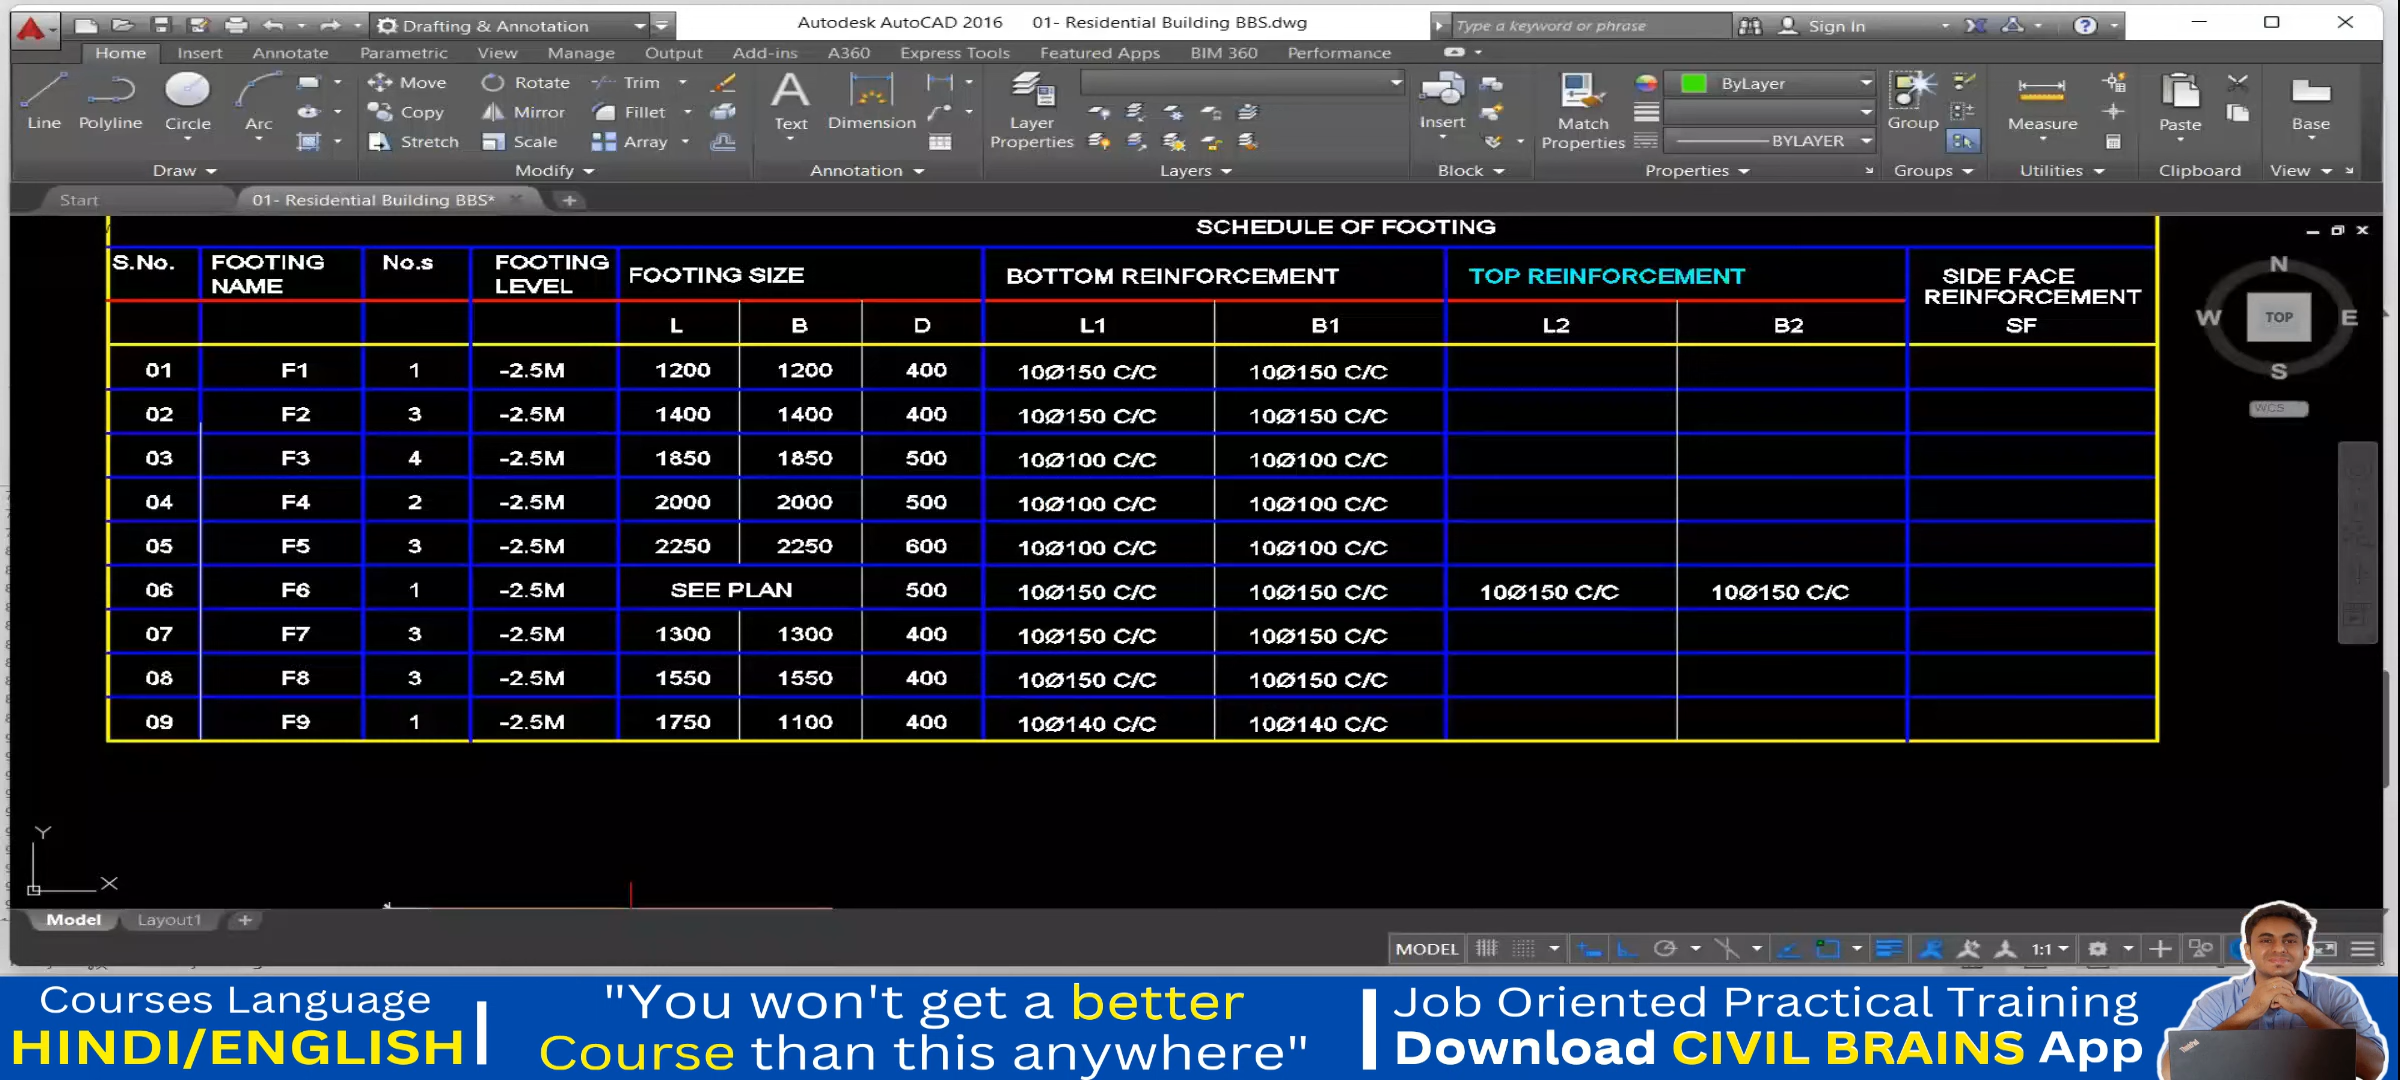 Drafting & Annotation
Autodesk AutoCAD 2016 01- Residential Building BBS.dwg
Type a keyword or phrase
Sign In
Home Insert Annotate Parametric View Manage Output Add-ins A360 Express Tools Featured Apps BIM 360 Performance
Line Polyline Circle Arc
Move Rotate Trim
Copy Mirror Fillet
Stretch Scale Array
Text Dimension
Layer Properties
Insert
Match Properties
ByLayer
BYLAYER
Group Measure Paste Base
Draw Modify Annotation Layers Block Properties Groups Utilities Clipboard View
Start 01- Residential Building BBS*
SCHEDULE OF FOOTING
S.No. FOOTING NAME No.s FOOTING LEVEL FOOTING SIZE BOTTOM REINFORCEMENT TOP REINFORCEMENT SIDE FACE REINFORCEMENT
L B D L1 B1 L2 B2 SF
01 F1 1 -2.5M 1200 1200 400 10Ø150 C/C 10Ø150 C/C
02 F2 3 -2.5M 1400 1400 400 10Ø150 C/C 10Ø150 C/C
03 F3 4 -2.5M 1850 1850 500 10Ø100 C/C 10Ø100 C/C
04 F4 2 -2.5M 2000 2000 500 10Ø100 C/C 10Ø100 C/C
05 F5 3 -2.5M 2250 2250 600 10Ø100 C/C 10Ø100 C/C
06 F6 1 -2.5M SEE PLAN 500 10Ø150 C/C 10Ø150 C/C 10Ø150 C/C 10Ø150 C/C
07 F7 3 -2.5M 1300 1300 400 10Ø150 C/C 10Ø150 C/C
08 F8 3 -2.5M 1550 1550 400 10Ø150 C/C 10Ø150 C/C
09 F9 1 -2.5M 1750 1100 400 10Ø140 C/C 10Ø140 C/C
N
W TOP E
S
WCS
Y
X
Model Layout1
MODEL 1:1
Courses Language
HINDI/ENGLISH
"You won't get a better
Course than this anywhere"
Job Oriented Practical Training
Download CIVIL BRAINS App
ThinkPad